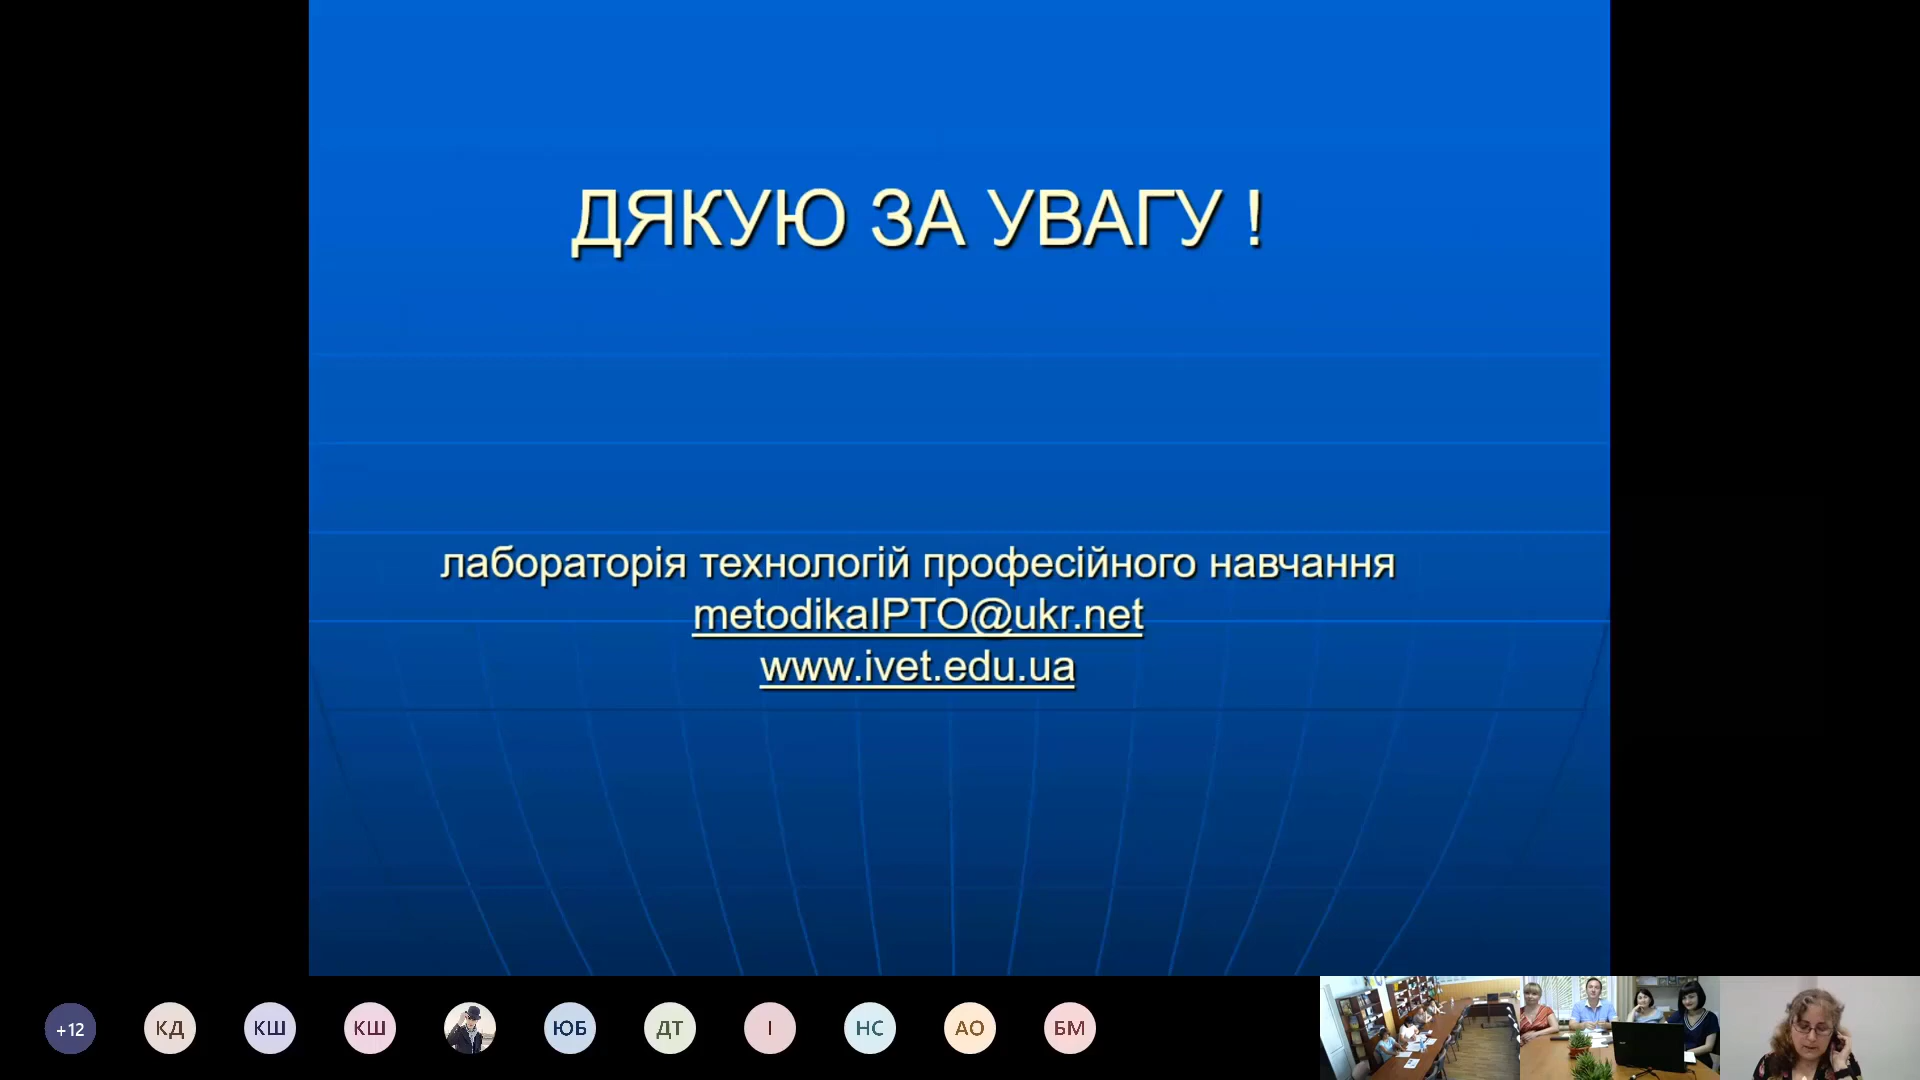 ДЯКУЮ ЗА УВАГУ !
лабораторія технологій професійного навчання
metodikaIPTO@ukr.net
www.ivet.edu.ua
+12
КД
КШ
КШ
ЮБ
ДТ
І
НС
АО
БМ